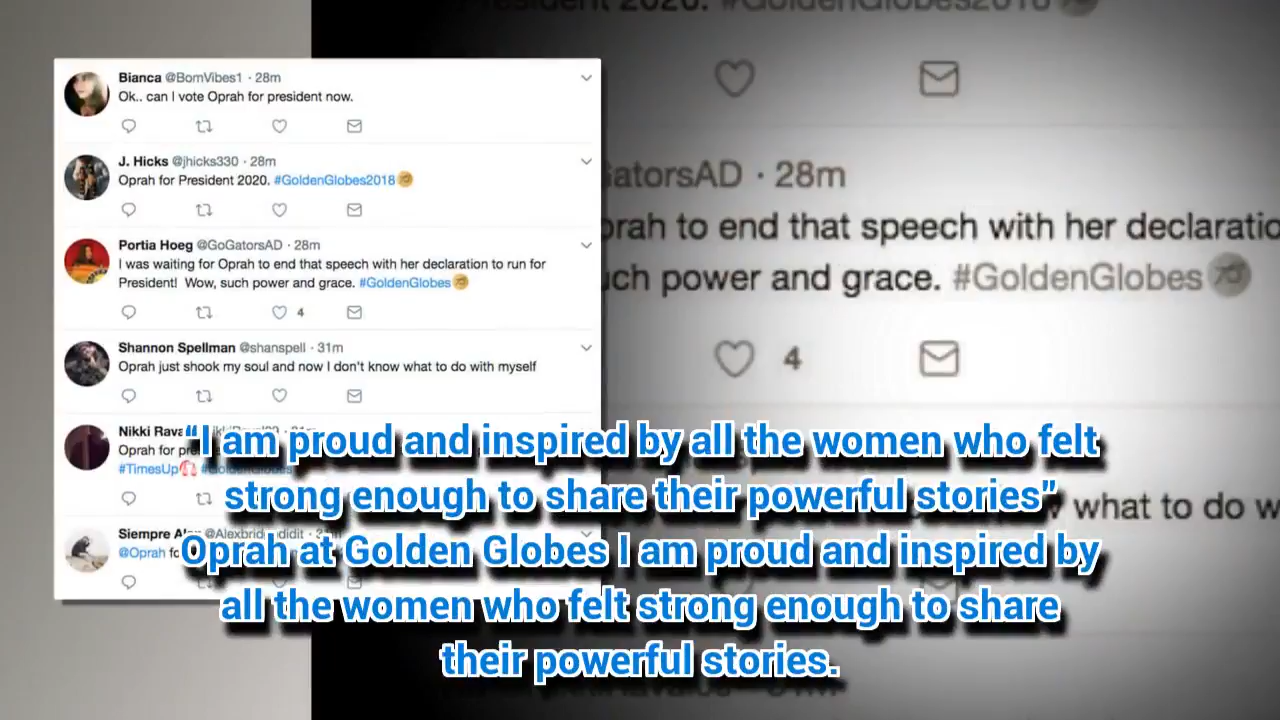 Bianca @BornVibes1 · 28m
Ok.. can I vote Oprah for president now.
J. Hicks @jhicks330 · 28m
Oprah for President 2020. #GoldenGlobes2018
Portia Hoeg @GoGatorsAD · 28m
I was waiting for Oprah to end that speech with her declaration to run for
President! Wow, such power and grace. #GoldenGlobes
4
Shannon Spellman @shanspell · 31m
Oprah just shook my soul and now I don't know what to do with myself
Nikki
Oprah for
#TimesUp #GoldenGlobes
Siempre
@Oprah
President 2020. #GoldenGlobes2018
GatorsAD · 28m
to end that speech with her
power and grace. #GoldenGlobes
4
what to do
“I am proud and inspired by all the women who felt
strong enough to share their powerful stories”
Oprah at Golden Globes I am proud and inspired by
all the women who felt strong enough to share
their powerful stories.